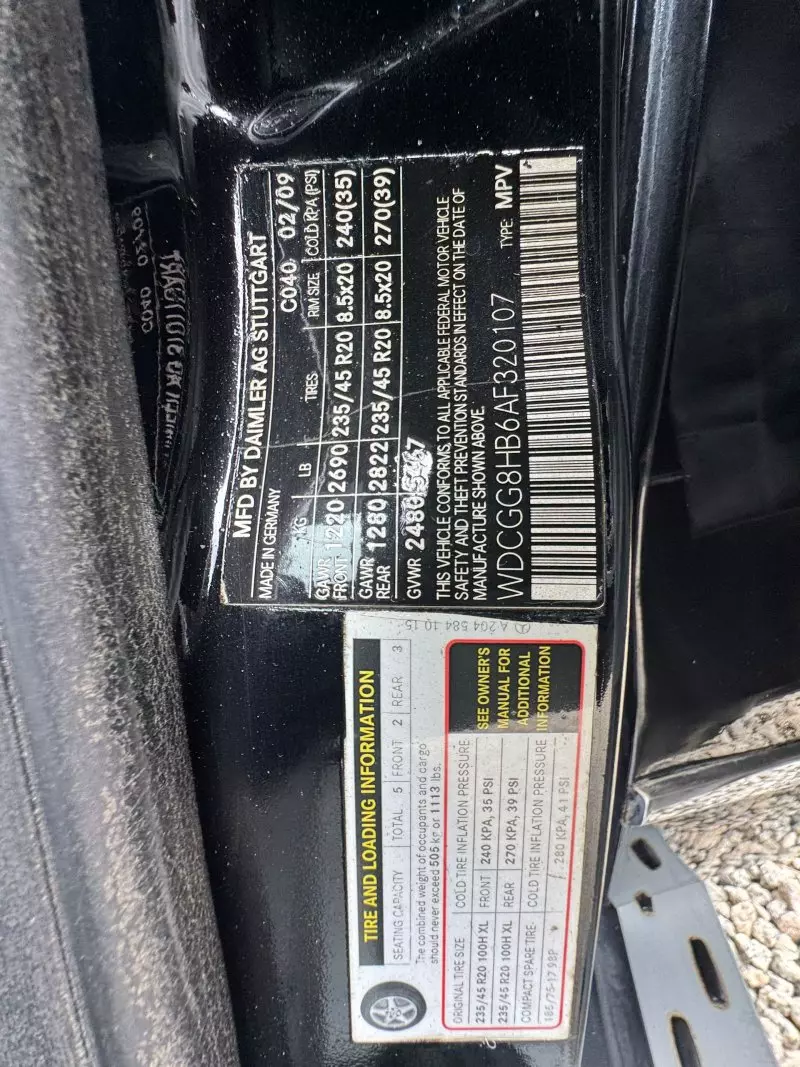 MFD BY DAIMLER AG STUTTGART
MADE IN GERMANY C040 02/09
KG LB TIRES RIM SIZE COLD KPA (PSI)
GAWR FRONT 1220 2690 235/45 R20 8.5x20 240(35)
GAWR REAR 1280 2822 235/45 R20 8.5x20 270(39)
GVWR 2480
THIS VEHICLE CONFORMS TO ALL APPLICABLE FEDERAL MOTOR VEHICLE
SAFETY AND THEFT PREVENTION STANDARDS IN EFFECT ON THE DATE OF
MANUFACTURE SHOWN ABOVE.
WDCGG8HB6AF320107 TYPE: MPV
TIRE AND LOADING INFORMATION
SEATING CAPACITY TOTAL 5 FRONT 2 REAR 3
The combined weight of occupants and cargo
should never exceed 505 kg or 1113 lbs.
ORIGINAL TIRE SIZE COLD TIRE INFLATION PRESSURE
235/45 R20 100H XL FRONT 240 KPA, 35 PSI
235/45 R20 100H XL REAR 270 KPA, 39 PSI
COMPACT SPARE TIRE COLD TIRE INFLATION PRESSURE
185/75-17 98P 280 KPA, 41 PSI
SEE OWNER'S
MANUAL FOR
ADDITIONAL
INFORMATION
A 204 584 10 15